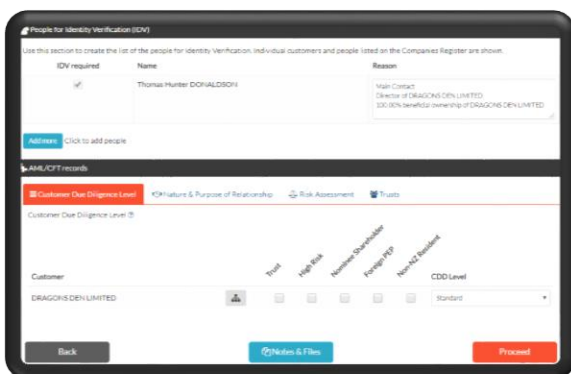 People for Identity Verification (IDV)
Use this section to create the list of the people for Identity Verification. Individual customers and people listed on the Companies Register are shown.
IDV required Name Reason
Thomas Hunter DONALDSON
Main Contact
Director of DRAGONS DEN LIMITED
100.00% beneficial ownership of DRAGONS DEN LIMITED
Add more Click to add people
AML/CFT records
Customer Due Diligence Level Nature & Purpose of Relationship Risk Assessment Trusts
Customer Due Diligence Level
Customer Trust High Risk Nominee Shareholder Foreign PEP Non-NZ Resident CDD Level
DRAGONS DEN LIMITED Standard
Back Notes & Files Proceed